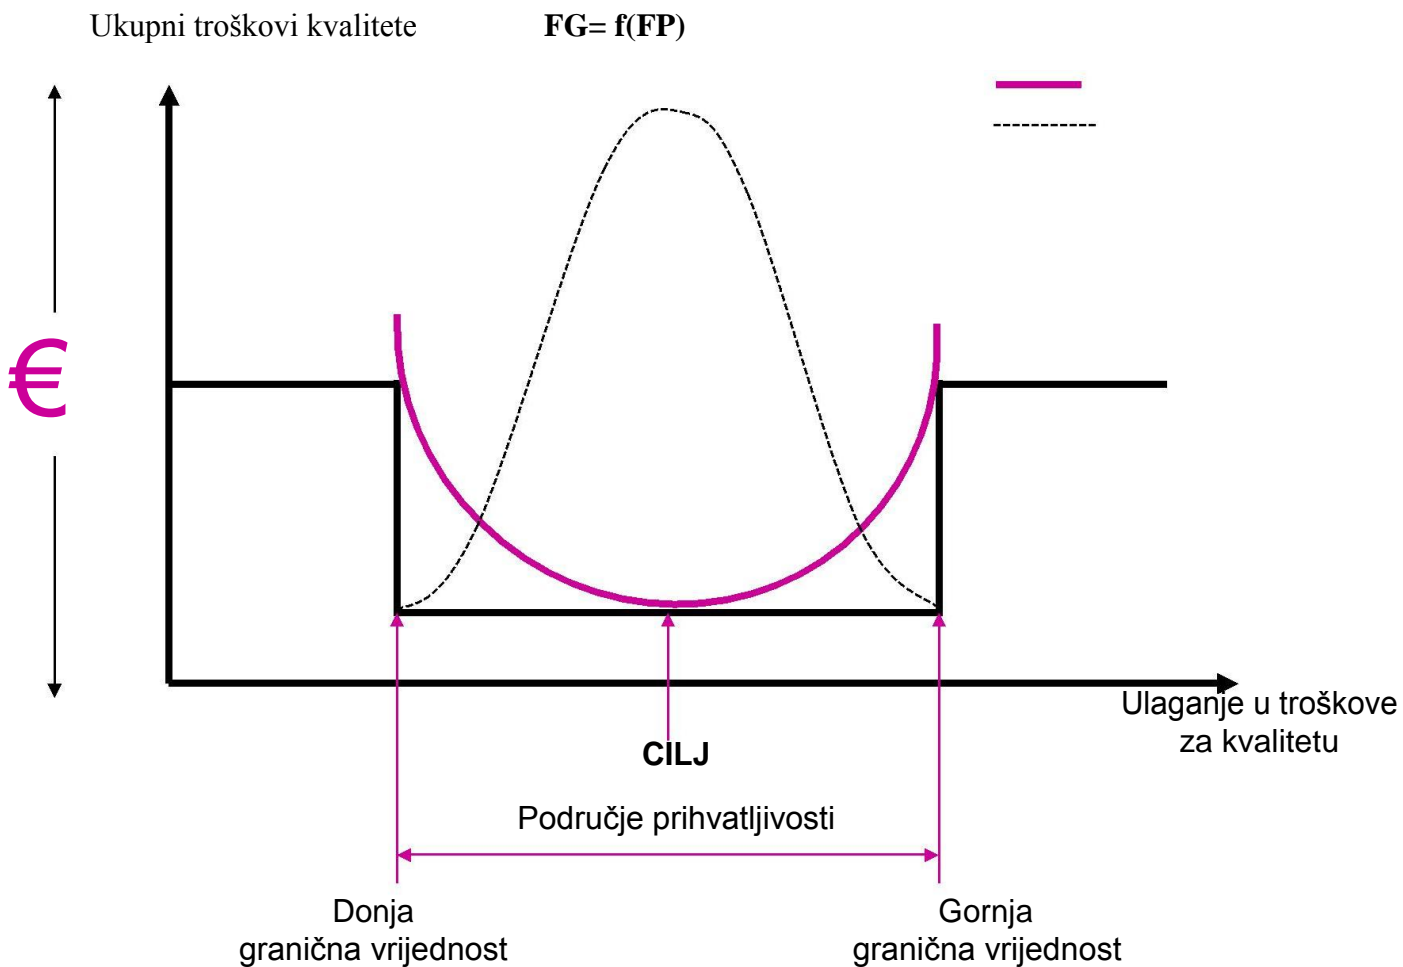 Ukupni troškovi kvalitete FG= f(FP)
€
Ulaganje u troškove
za kvalitetu
CILJ
Područje prihvatljivosti
Donja
granična vrijednost
Gornja
granična vrijednost